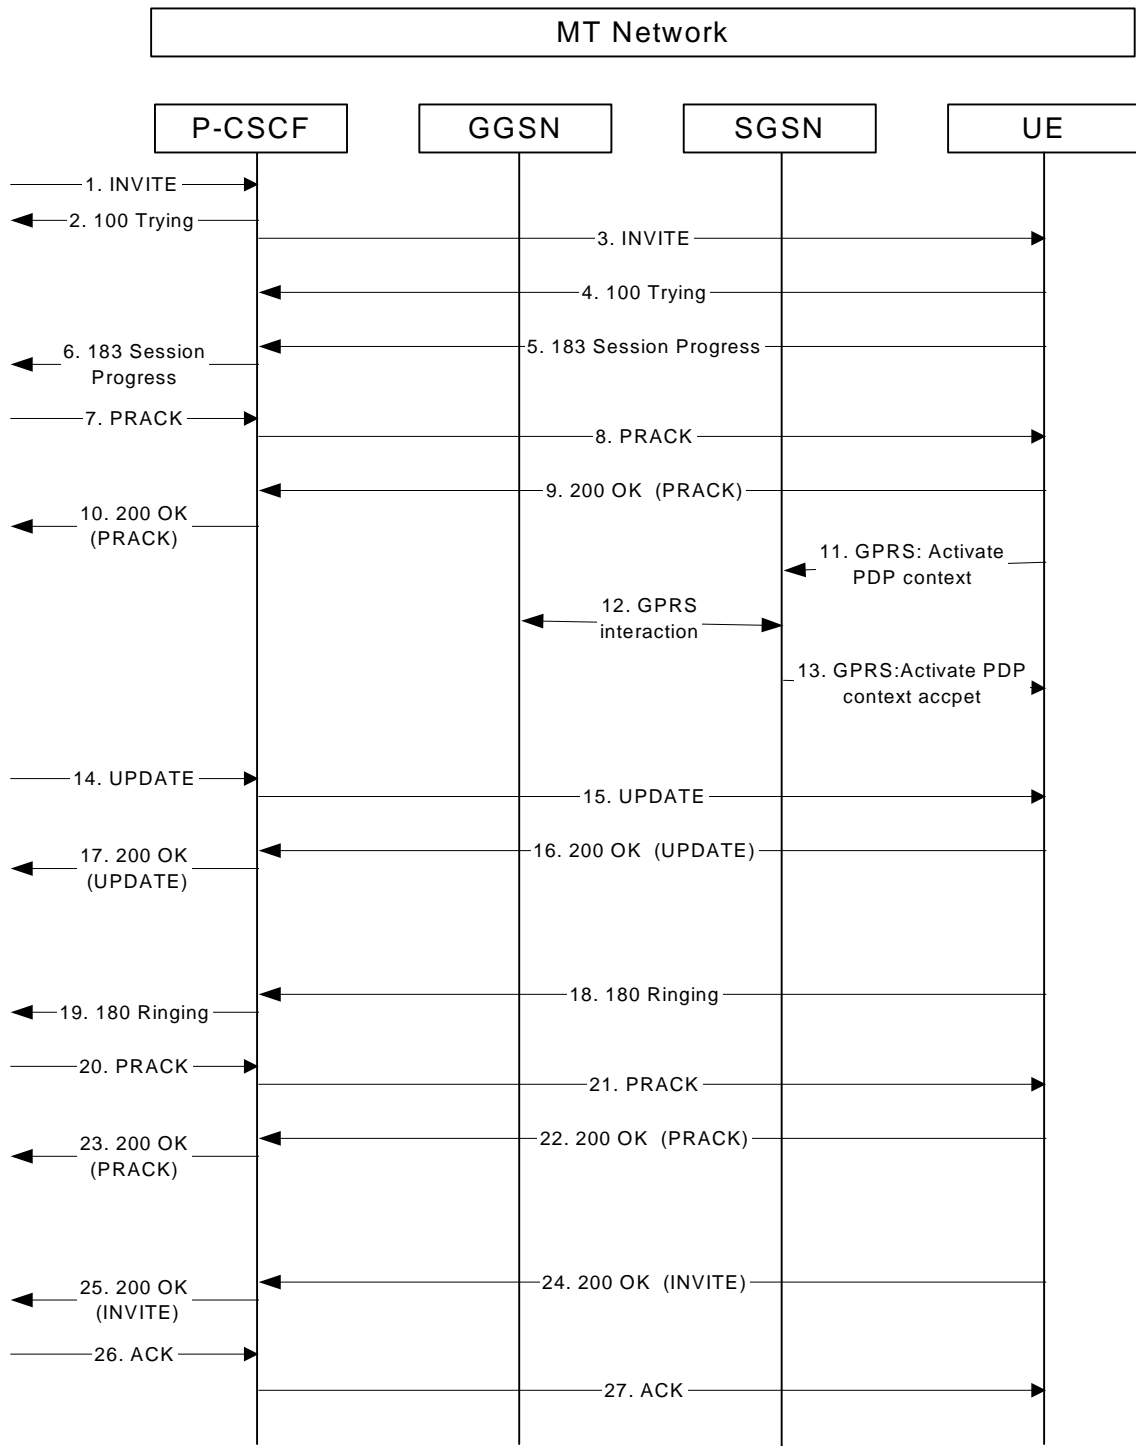 MT Network
P-CSCF
GGSN
SGSN
UE
1. INVITE
2. 100 Trying
3. INVITE
4. 100 Trying
5. 183 Session Progress
6. 183 Session
Progress
7. PRACK
8. PRACK
9. 200 OK (PRACK)
10. 200 OK
(PRACK)
11. GPRS: Activate
PDP context
12. GPRS
interaction
13. GPRS:Activate PDP
context accpet
14. UPDATE
15. UPDATE
16. 200 OK (UPDATE)
17. 200 OK
(UPDATE)
18. 180 Ringing
19. 180 Ringing
20. PRACK
21. PRACK
22. 200 OK (PRACK)
23. 200 OK
(PRACK)
24. 200 OK (INVITE)
25. 200 OK
(INVITE)
26. ACK
27. ACK